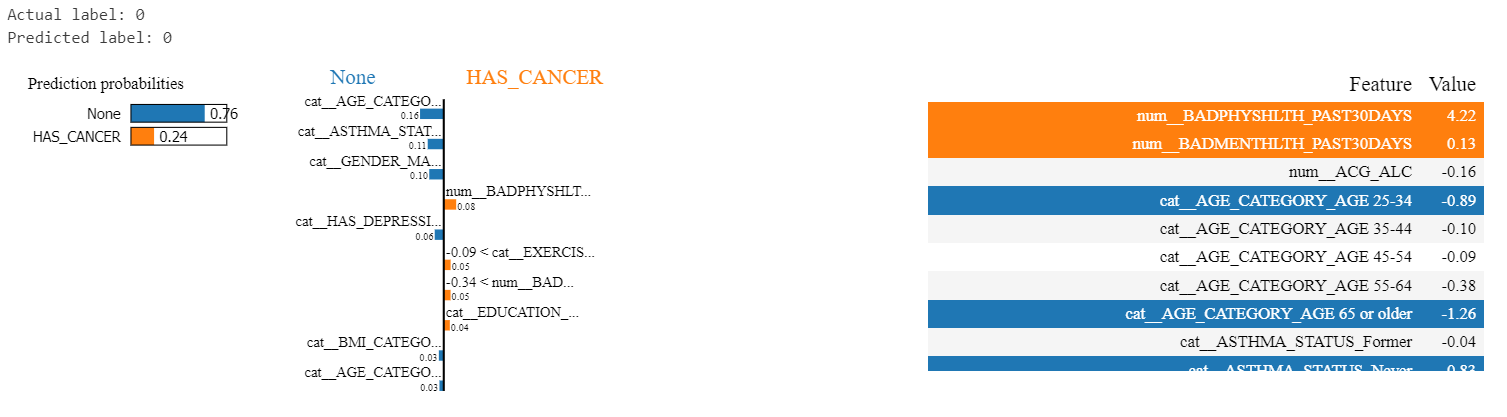 Actual label: 0
Predicted label: 0
Prediction probabilities
None 0.76
HAS_CANCER 0.24
None HAS_CANCER
cat__AGE_CATEGO...
0.16
cat__ASTHMA_STAT...
0.11
cat__GENDER_MA...
0.10
num__BADPHYSHLT...
0.08
cat__HAS_DEPRESSI...
0.06
-0.09 < cat__EXERCIS...
0.05
-0.34 < num__BAD...
0.05
cat__EDUCATION_...
0.04
cat__BMI_CATEGO...
0.03
cat__AGE_CATEGO...
0.03
Feature Value
num__BADPHYSHLTH_PAST30DAYS 4.22
num__BADMENTHLTH_PAST30DAYS 0.13
num__ACG_ALC -0.16
cat__AGE_CATEGORY_AGE 25-34 -0.89
cat__AGE_CATEGORY_AGE 35-44 -0.10
cat__AGE_CATEGORY_AGE 45-54 -0.09
cat__AGE_CATEGORY_AGE 55-64 -0.38
cat__AGE_CATEGORY_AGE 65 or older -1.26
cat__ASTHMA_STATUS_Former -0.04
cat__ASTHMA_STATUS_Never 0.83